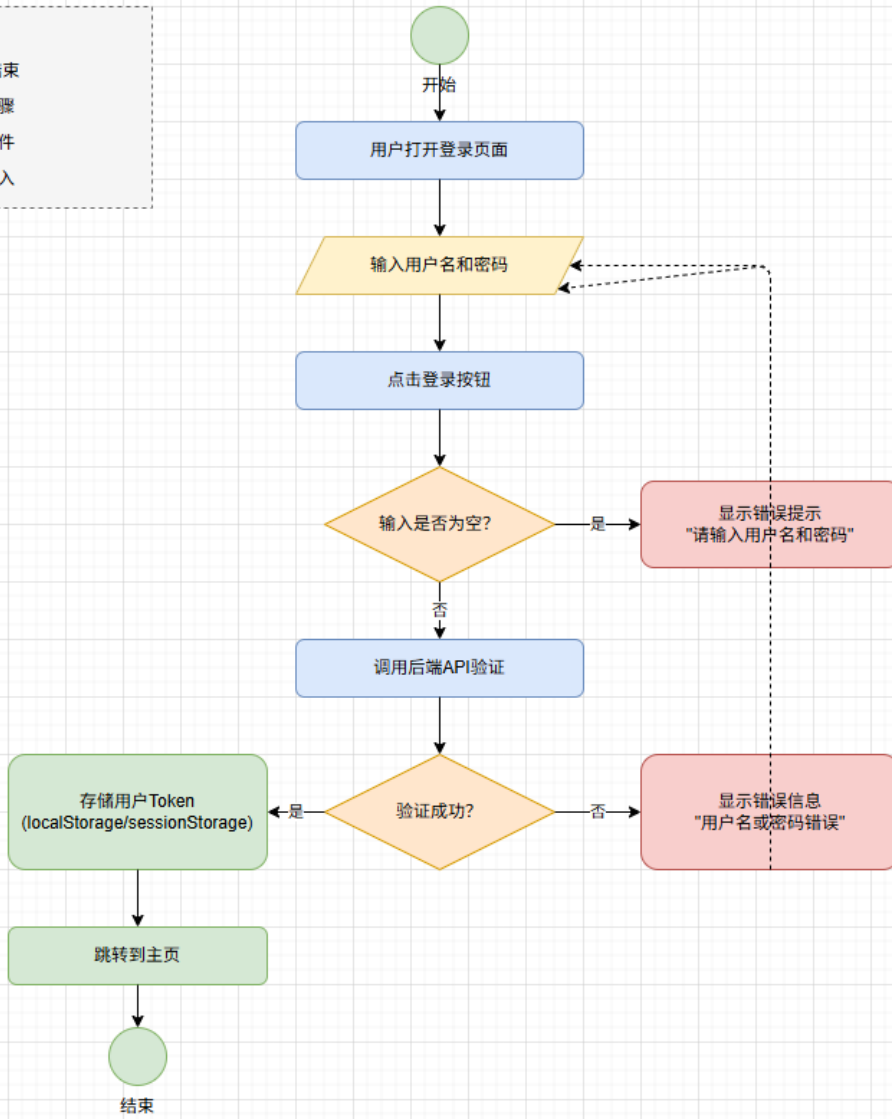 束
骤
件
入
开始
用户打开登录页面
输入用户名和密码
点击登录按钮
输入是否为空？
是
显示错误提示
"请输入用户名和密码"
否
调用后端API验证
存储用户Token
(localStorage/sessionStorage)
是
验证成功？
否
显示错误信息
"用户名或密码错误"
跳转到主页
结束